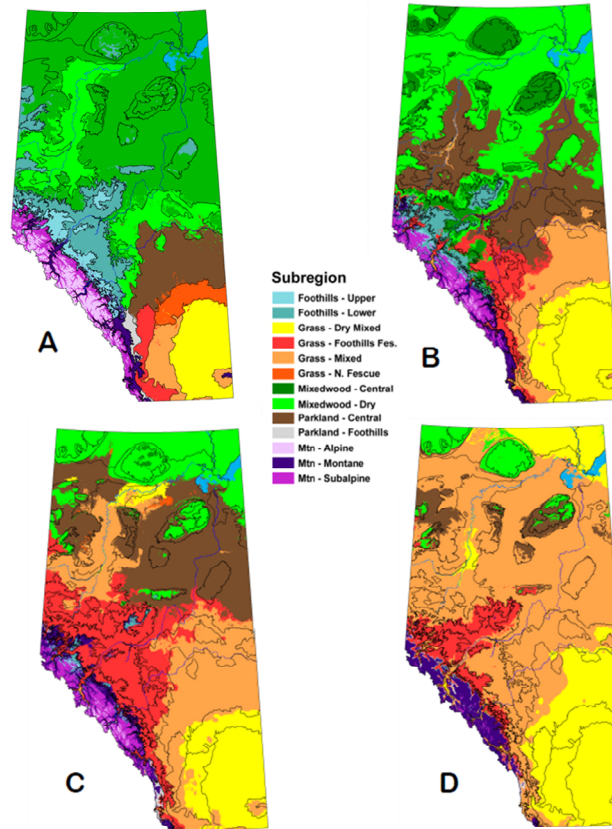 A
B
Subregion
Foothills - Upper
Foothills - Lower
Grass - Dry Mixed
Grass - Foothills Fes.
Grass - Mixed
Grass - N. Fescue
Mixedwood - Central
Mixedwood - Dry
Parkland - Central
Parkland - Foothills
Mtn - Alpine
Mtn - Montane
Mtn - Subalpine
C
D